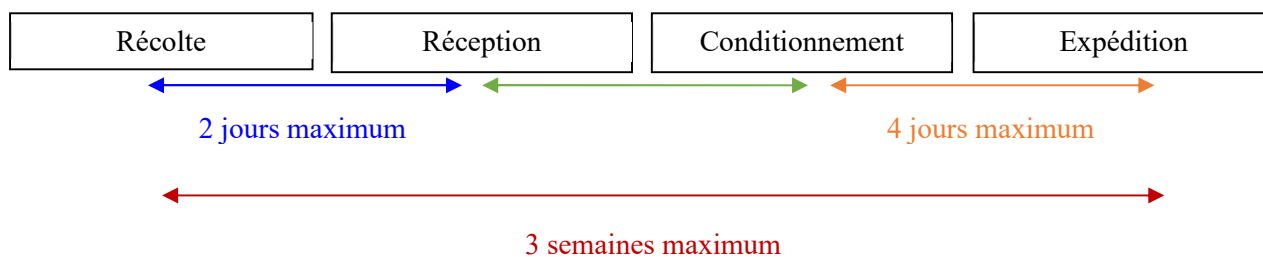 Récolte Réception Conditionnement Expédition
2 jours maximum 4 jours maximum
3 semaines maximum